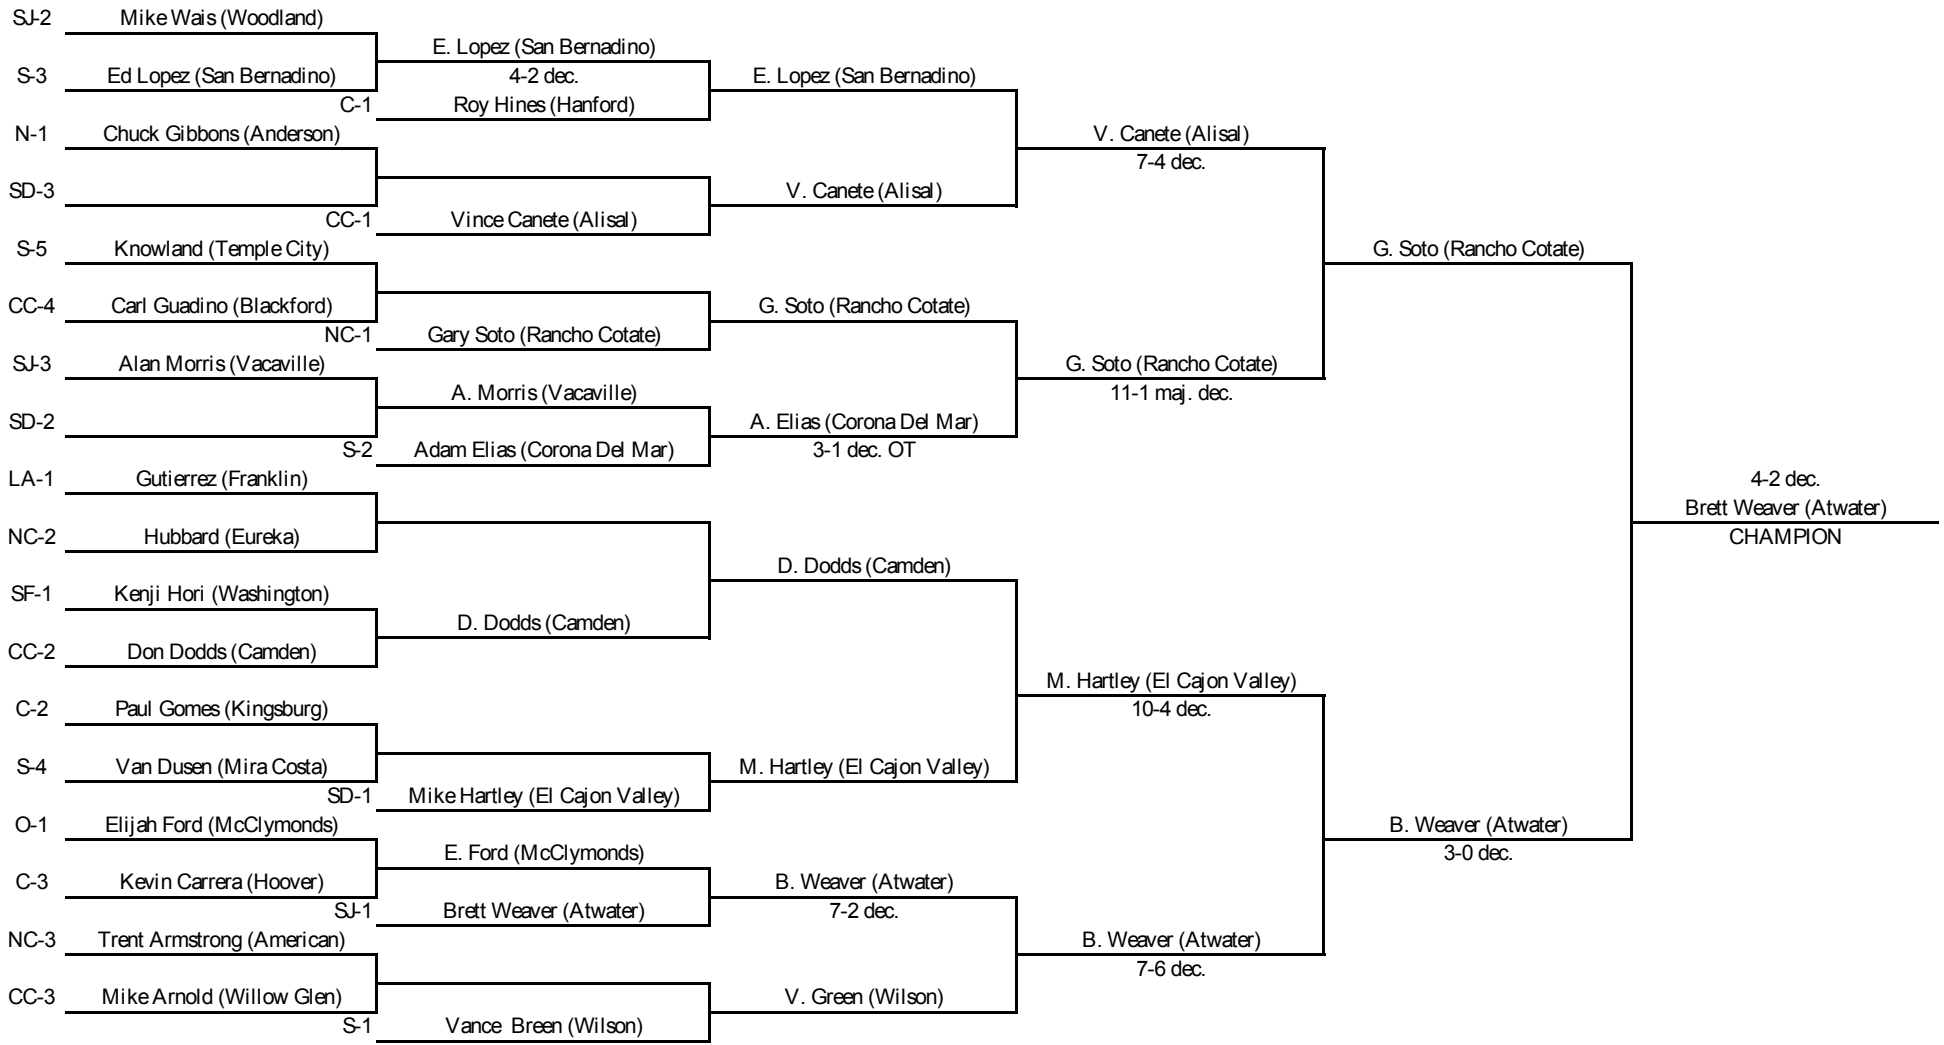 SJ-2 Mike Wais (Woodland)
E. Lopez (San Bernadino)
S-3 Ed Lopez (San Bernadino) 4-2 dec. E. Lopez (San Bernadino)
C-1 Roy Hines (Hanford)
N-1 Chuck Gibbons (Anderson) V. Canete (Alisal)
7-4 dec.
SD-3 V. Canete (Alisal)
CC-1 Vince Canete (Alisal)
S-5 Knowland (Temple City) G. Soto (Rancho Cotate)
CC-4 Carl Guadino (Blackford) G. Soto (Rancho Cotate)
NC-1 Gary Soto (Rancho Cotate)
SJ-3 Alan Morris (Vacaville) G. Soto (Rancho Cotate)
A. Morris (Vacaville) 11-1 maj. dec.
SD-2 A. Elias (Corona Del Mar)
S-2 Adam Elias (Corona Del Mar) 3-1 dec. OT
LA-1 Gutierrez (Franklin) 4-2 dec.
Brett Weaver (Atwater)
NC-2 Hubbard (Eureka) CHAMPION
D. Dodds (Camden)
SF-1 Kenji Hori (Washington)
D. Dodds (Camden)
CC-2 Don Dodds (Camden)
M. Hartley (El Cajon Valley)
C-2 Paul Gomes (Kingsburg) 10-4 dec.
S-4 Van Dusen (Mira Costa) M. Hartley (El Cajon Valley)
SD-1 Mike Hartley (El Cajon Valley)
O-1 Elijah Ford (McClymonds) B. Weaver (Atwater)
E. Ford (McClymonds) 3-0 dec.
C-3 Kevin Carrera (Hoover) B. Weaver (Atwater)
SJ-1 Brett Weaver (Atwater) 7-2 dec.
NC-3 Trent Armstrong (American) B. Weaver (Atwater)
7-6 dec.
CC-3 Mike Arnold (Willow Glen) V. Green (Wilson)
S-1 Vance Breen (Wilson)